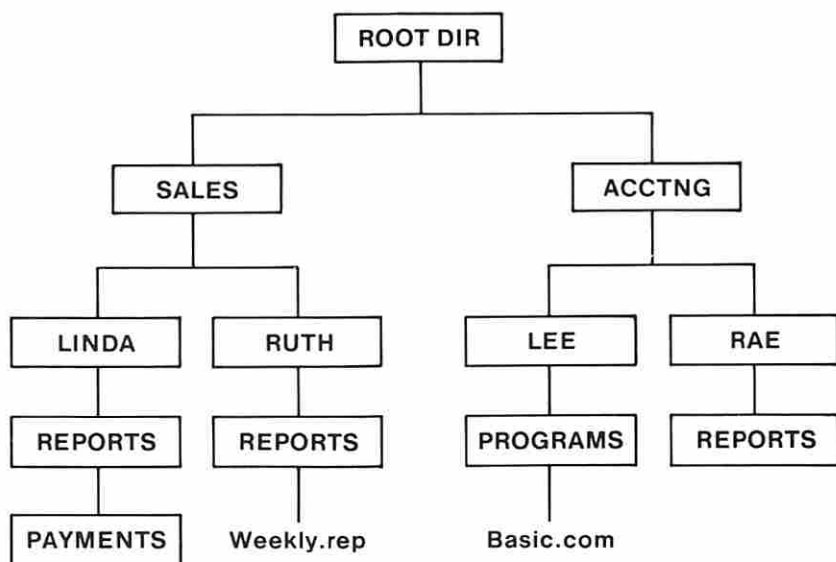 ROOT DIR
SALES
ACCTNG
LINDA
RUTH
LEE
RAE
REPORTS
REPORTS
PROGRAMS
REPORTS
PAYMENTS
Weekly.rep
Basic.com